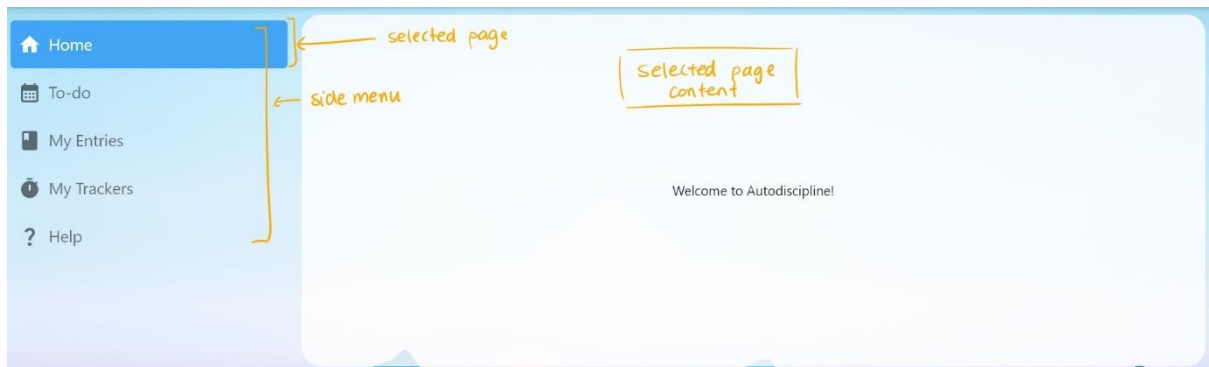 Home
selected page
selected page
content
To-do
side menu
My Entries
My Trackers
Welcome to Autodiscipline!
? Help